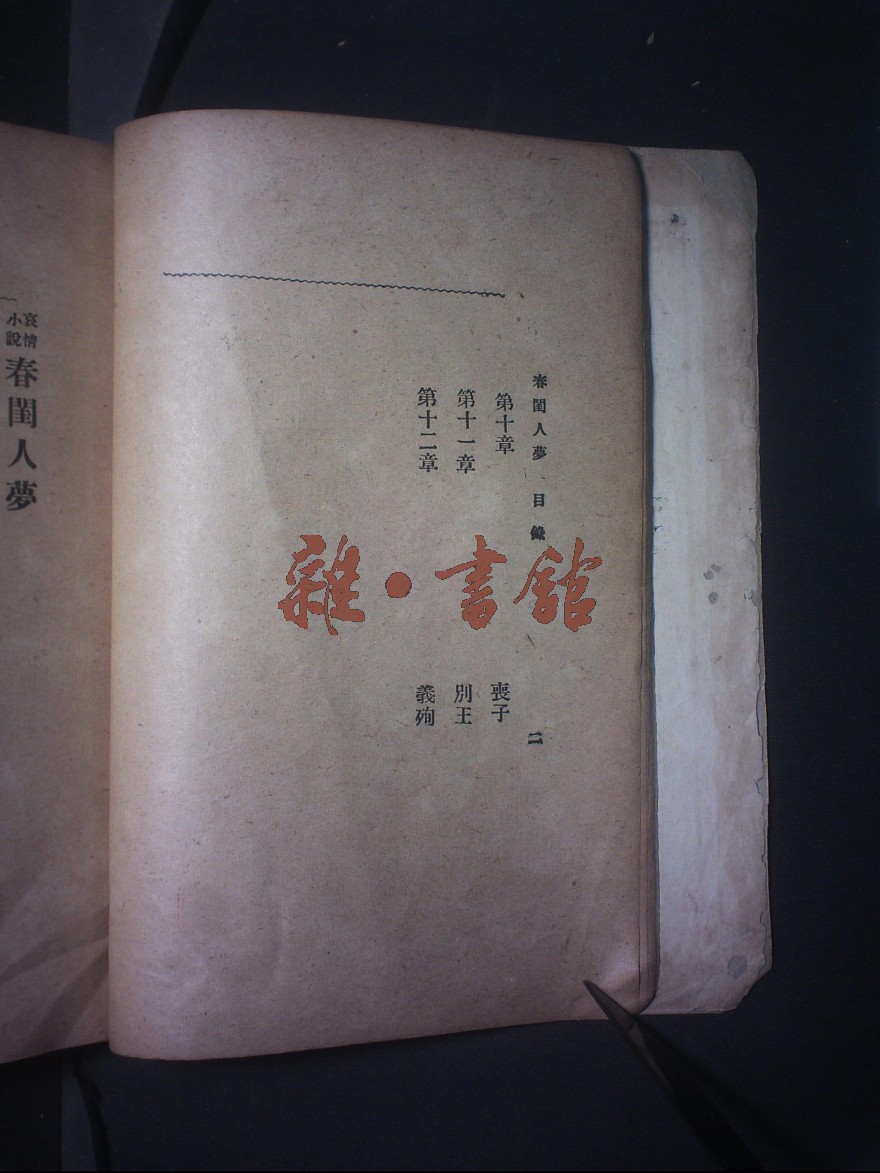 春閨人夢 目錄 二
第十章 喪子
第十一章 別王
第十二章 義殉
哀情小說 春閨人夢
雜·書館